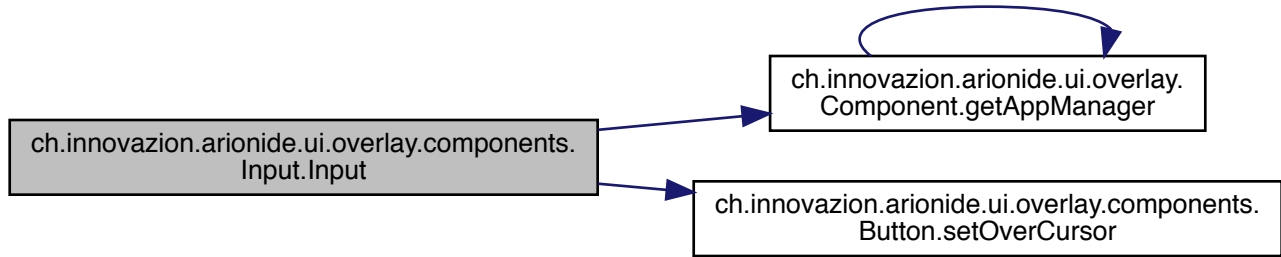 ch.innovazion.arionide.ui.overlay.components.
Input.Input
ch.innovazion.arionide.ui.overlay.
Component.getAppManager
ch.innovazion.arionide.ui.overlay.components.
Button.setOverCursor